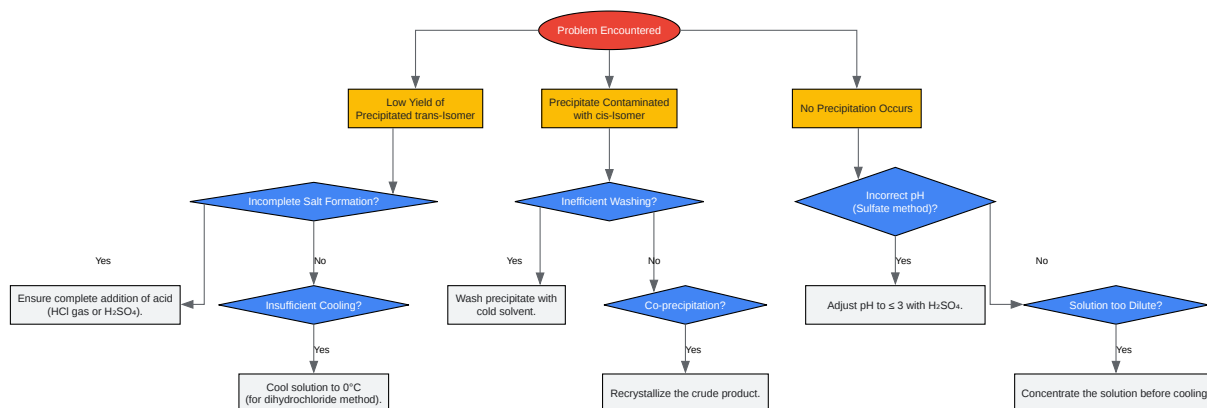 Problem Encountered
Low Yield of
Precipitated trans-Isomer
Precipitate Contaminated
with cis-Isomer
No Precipitation Occurs
Incomplete Salt Formation?
Inefficient Washing?
Incorrect pH
(Sulfate method)?
Yes
No
Yes
No
Yes
No
Ensure complete addition of acid
(HCl gas or H₂SO₄).
Insufficient Cooling?
Wash precipitate with
cold solvent.
Co-precipitation?
Adjust pH to ≤ 3 with H₂SO₄.
Solution too Dilute?
Yes
Yes
Yes
Cool solution to 0°C
(for dihydrochloride method).
Recrystallize the crude product.
Concentrate the solution before cooling